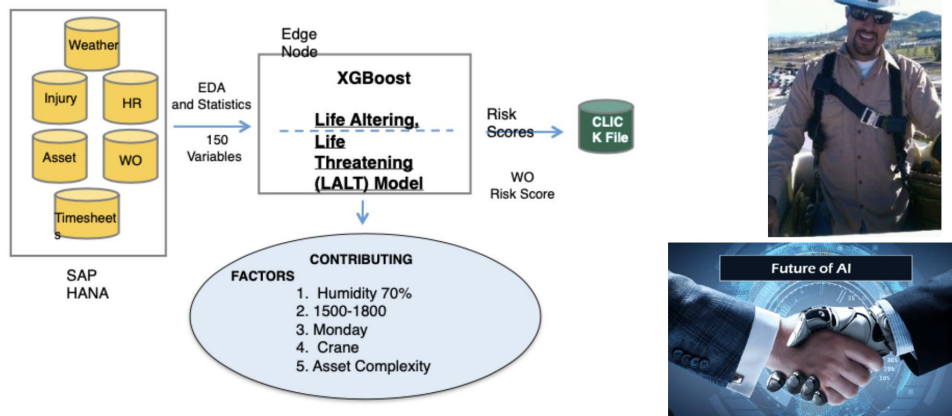 Weather
Injury
HR
Asset
WO
Timesheet
s
SAP
HANA
EDA
and Statistics
150
Variables
Edge
Node
XGBoost
Life Altering,
Life
Threatening
(LALT) Model
Risk
Scores
WO
Risk Score
CLIC
K File
CONTRIBUTING
FACTORS
1. Humidity 70%
2. 1500-1800
3. Monday
4. Crane
5. Asset Complexity
Future of AI